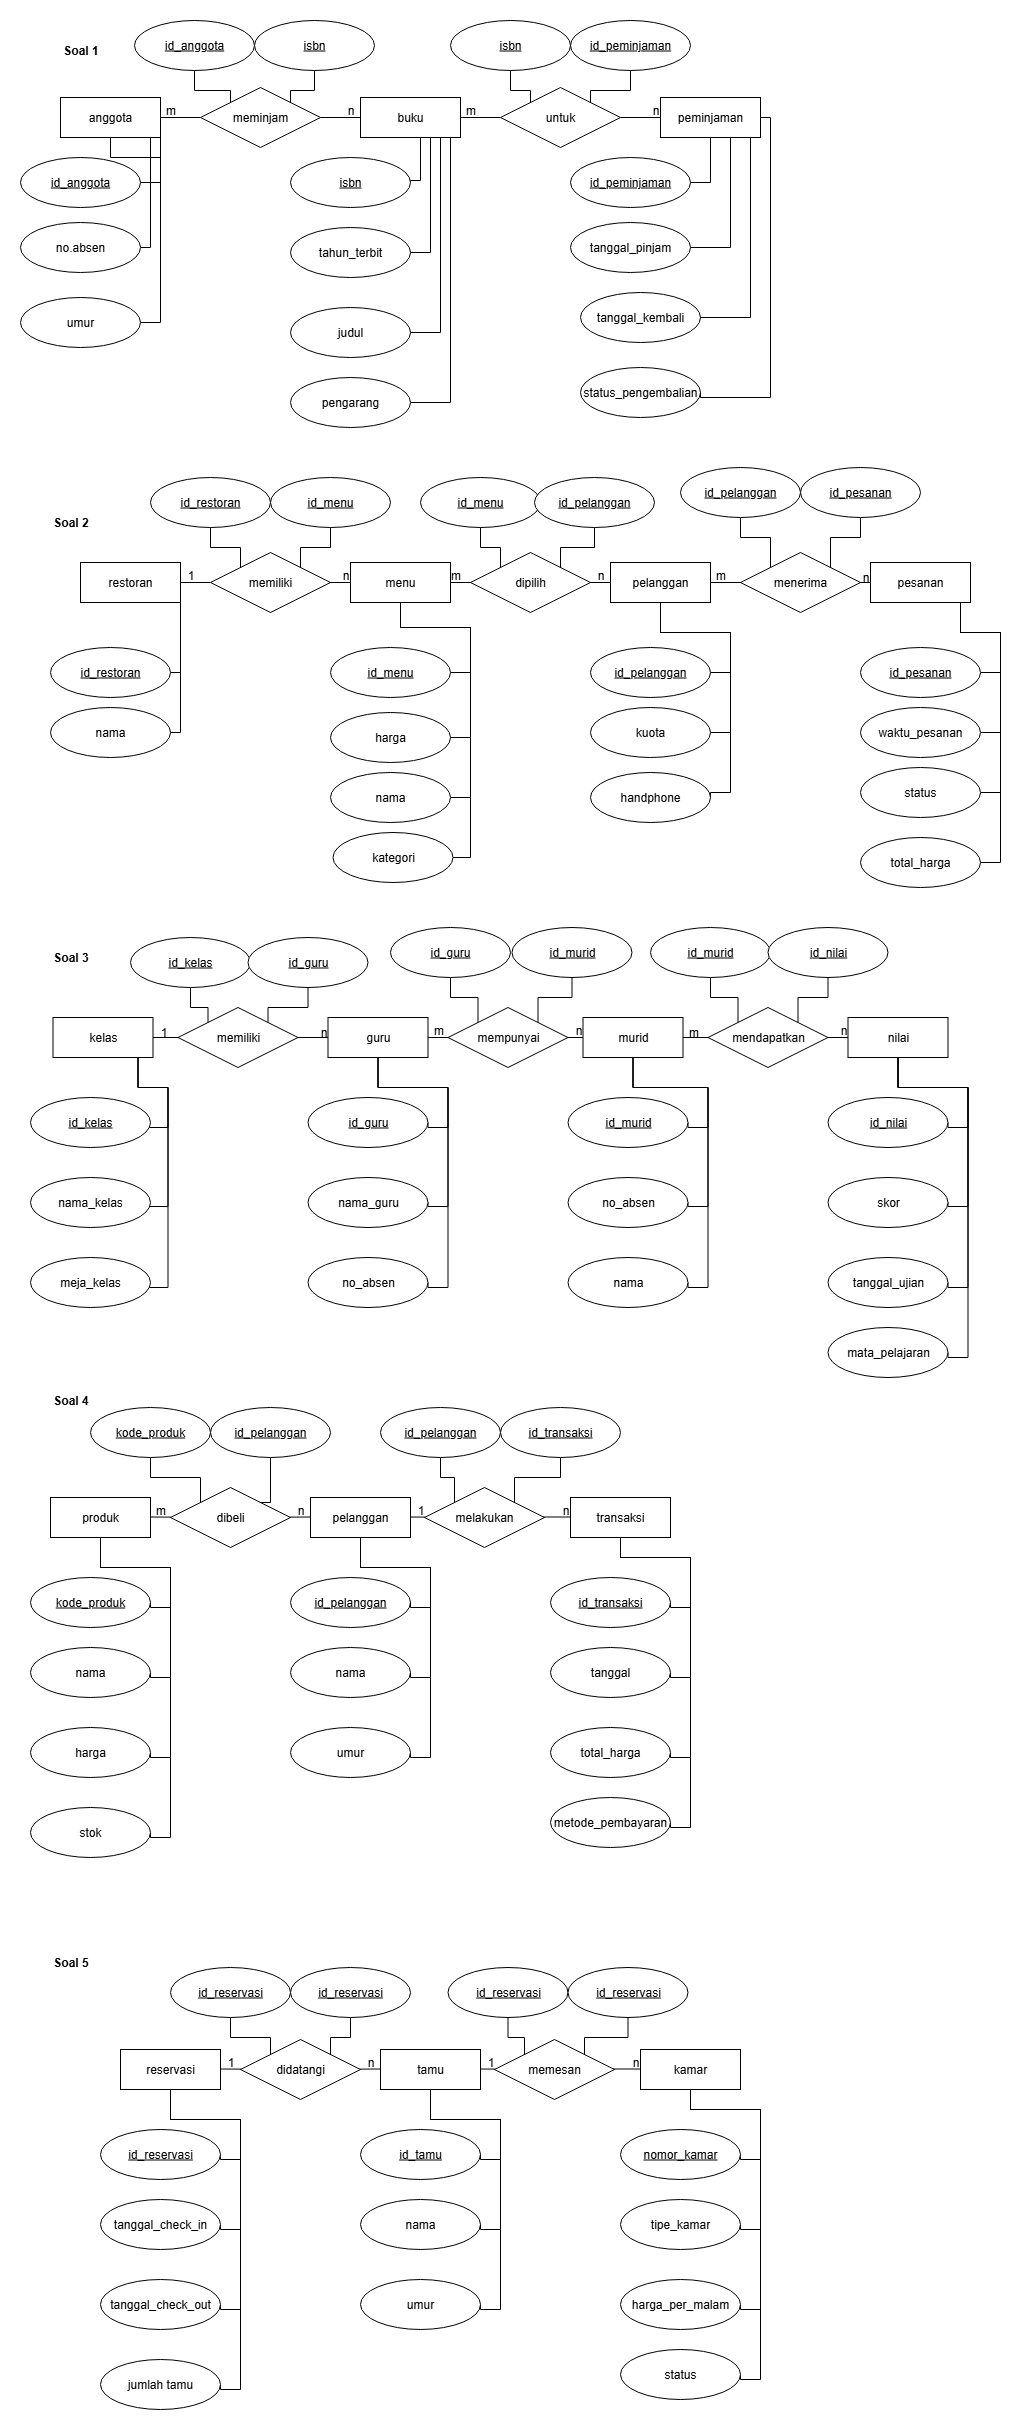 Soal 1
id_anggota isbn isbn id_peminjaman
anggota m meminjam n buku m untuk n peminjaman
id_anggota isbn id_peminjaman
no.absen tahun_terbit tanggal_pinjam
umur judul tanggal_kembali
pengarang status_pengembalian
Soal 2
id_restoran id_menu id_menu id_pelanggan id_pelanggan id_pesanan
restoran 1 memiliki n menu m dipilih n pelanggan m menerima n pesanan
id_restoran id_menu id_pelanggan id_pesanan
nama harga kuota waktu_pesanan
nama handphone status
kategori total_harga
Soal 3
id_kelas id_guru id_guru id_murid id_murid id_nilai
kelas 1 memiliki n guru m mempunyai n murid m mendapatkan n nilai
id_kelas id_guru id_murid id_nilai
nama_kelas nama_guru no_absen skor
meja_kelas no_absen nama tanggal_ujian
mata_pelajaran
Soal 4
kode_produk id_pelanggan id_pelanggan id_transaksi
produk m dibeli n pelanggan 1 melakukan n transaksi
kode_produk id_pelanggan id_transaksi
nama nama tanggal
harga umur total_harga
stok metode_pembayaran
Soal 5
id_reservasi id_reservasi id_reservasi id_reservasi
reservasi 1 didatangi n tamu 1 memesan n kamar
id_reservasi id_tamu nomor_kamar
tanggal_check_in nama tipe_kamar
tanggal_check_out umur harga_per_malam
jumlah tamu status